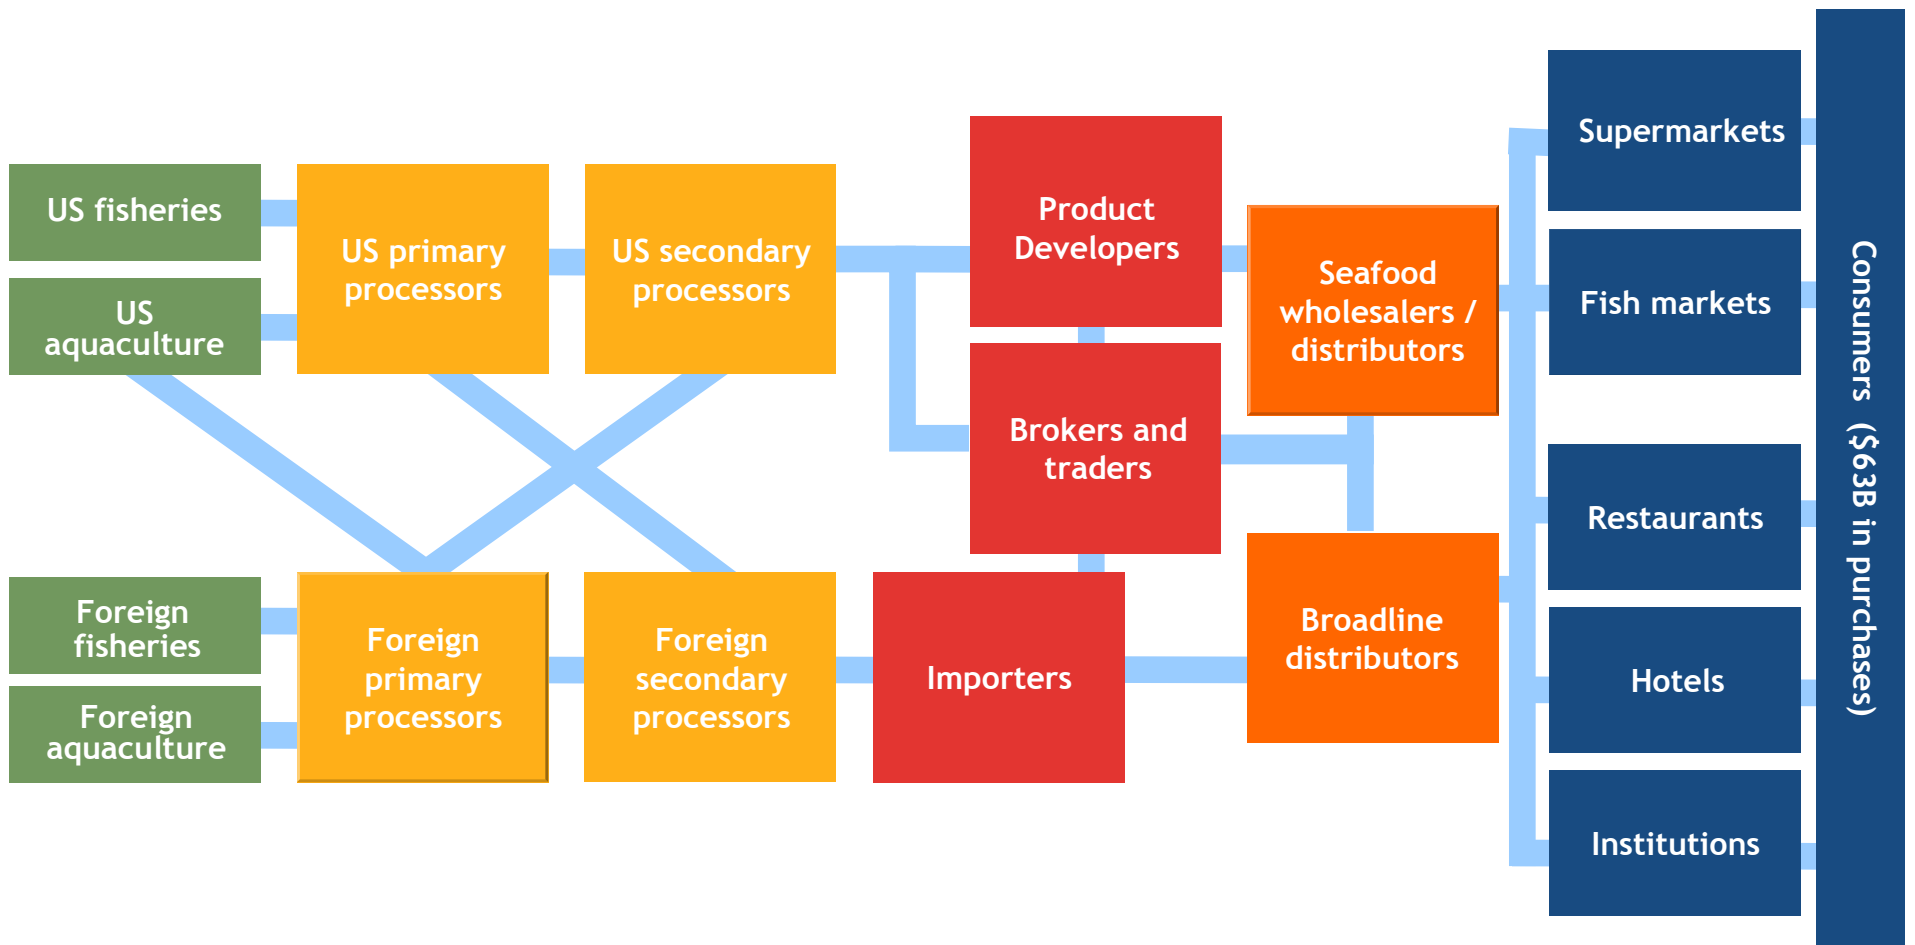 US fisheries
US
aquaculture
Foreign
fisheries
Foreign
aquaculture
US primary
processors
US secondary
processors
Foreign
primary
processors
Foreign
secondary
processors
Product
Developers
Brokers and
traders
Importers
Seafood
wholesalers /
distributors
Broadline
distributors
Supermarkets
Fish markets
Restaurants
Hotels
Institutions
Consumers ($63B in purchases)